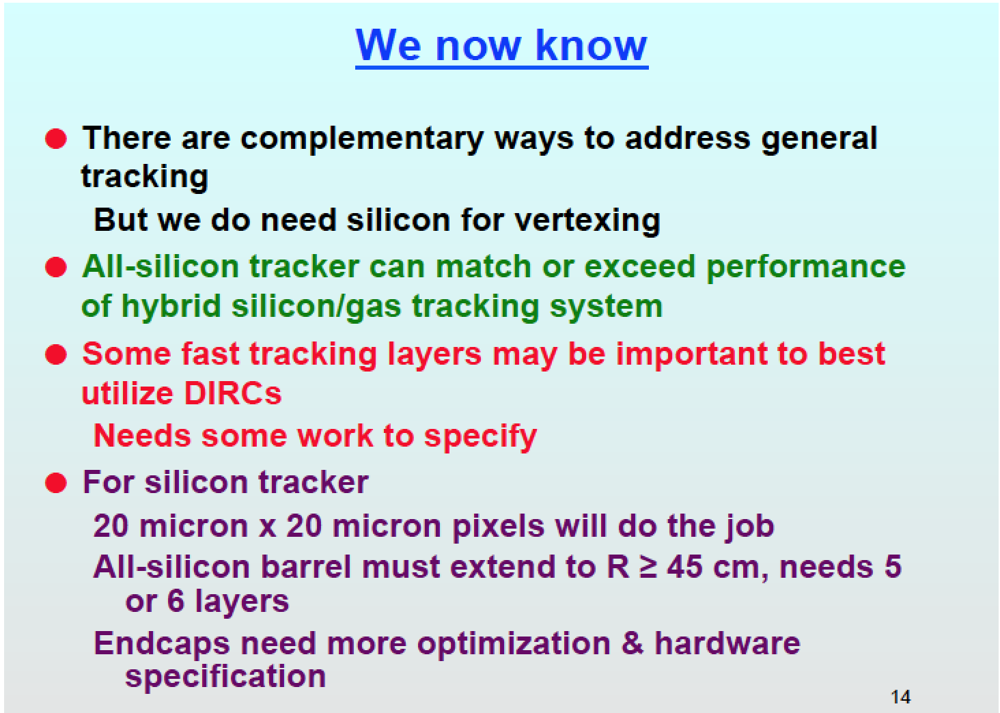 We now know
There are complementary ways to address general
tracking
But we do need silicon for vertexing
All-silicon tracker can match or exceed performance
of hybrid silicon/gas tracking system
Some fast tracking layers may be important to best
utilize DIRCs
Needs some work to specify
For silicon tracker
20 micron x 20 micron pixels will do the job
All-silicon barrel must extend to R ≥ 45 cm, needs 5
or 6 layers
Endcaps need more optimization & hardware
specification
14